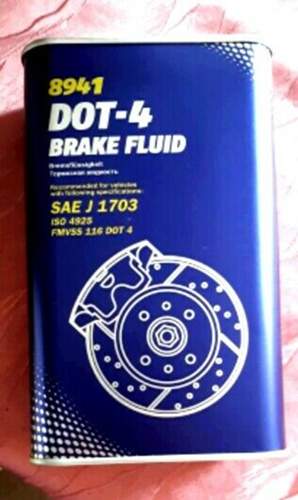 8941
DOT-4
BRAKE FLUID
Bremsflüssigkeit
Тормозная жидкость
Recommended for vehicles
with following specifications:
SAE J 1703
ISO 4925
FMVSS 116 DOT 4